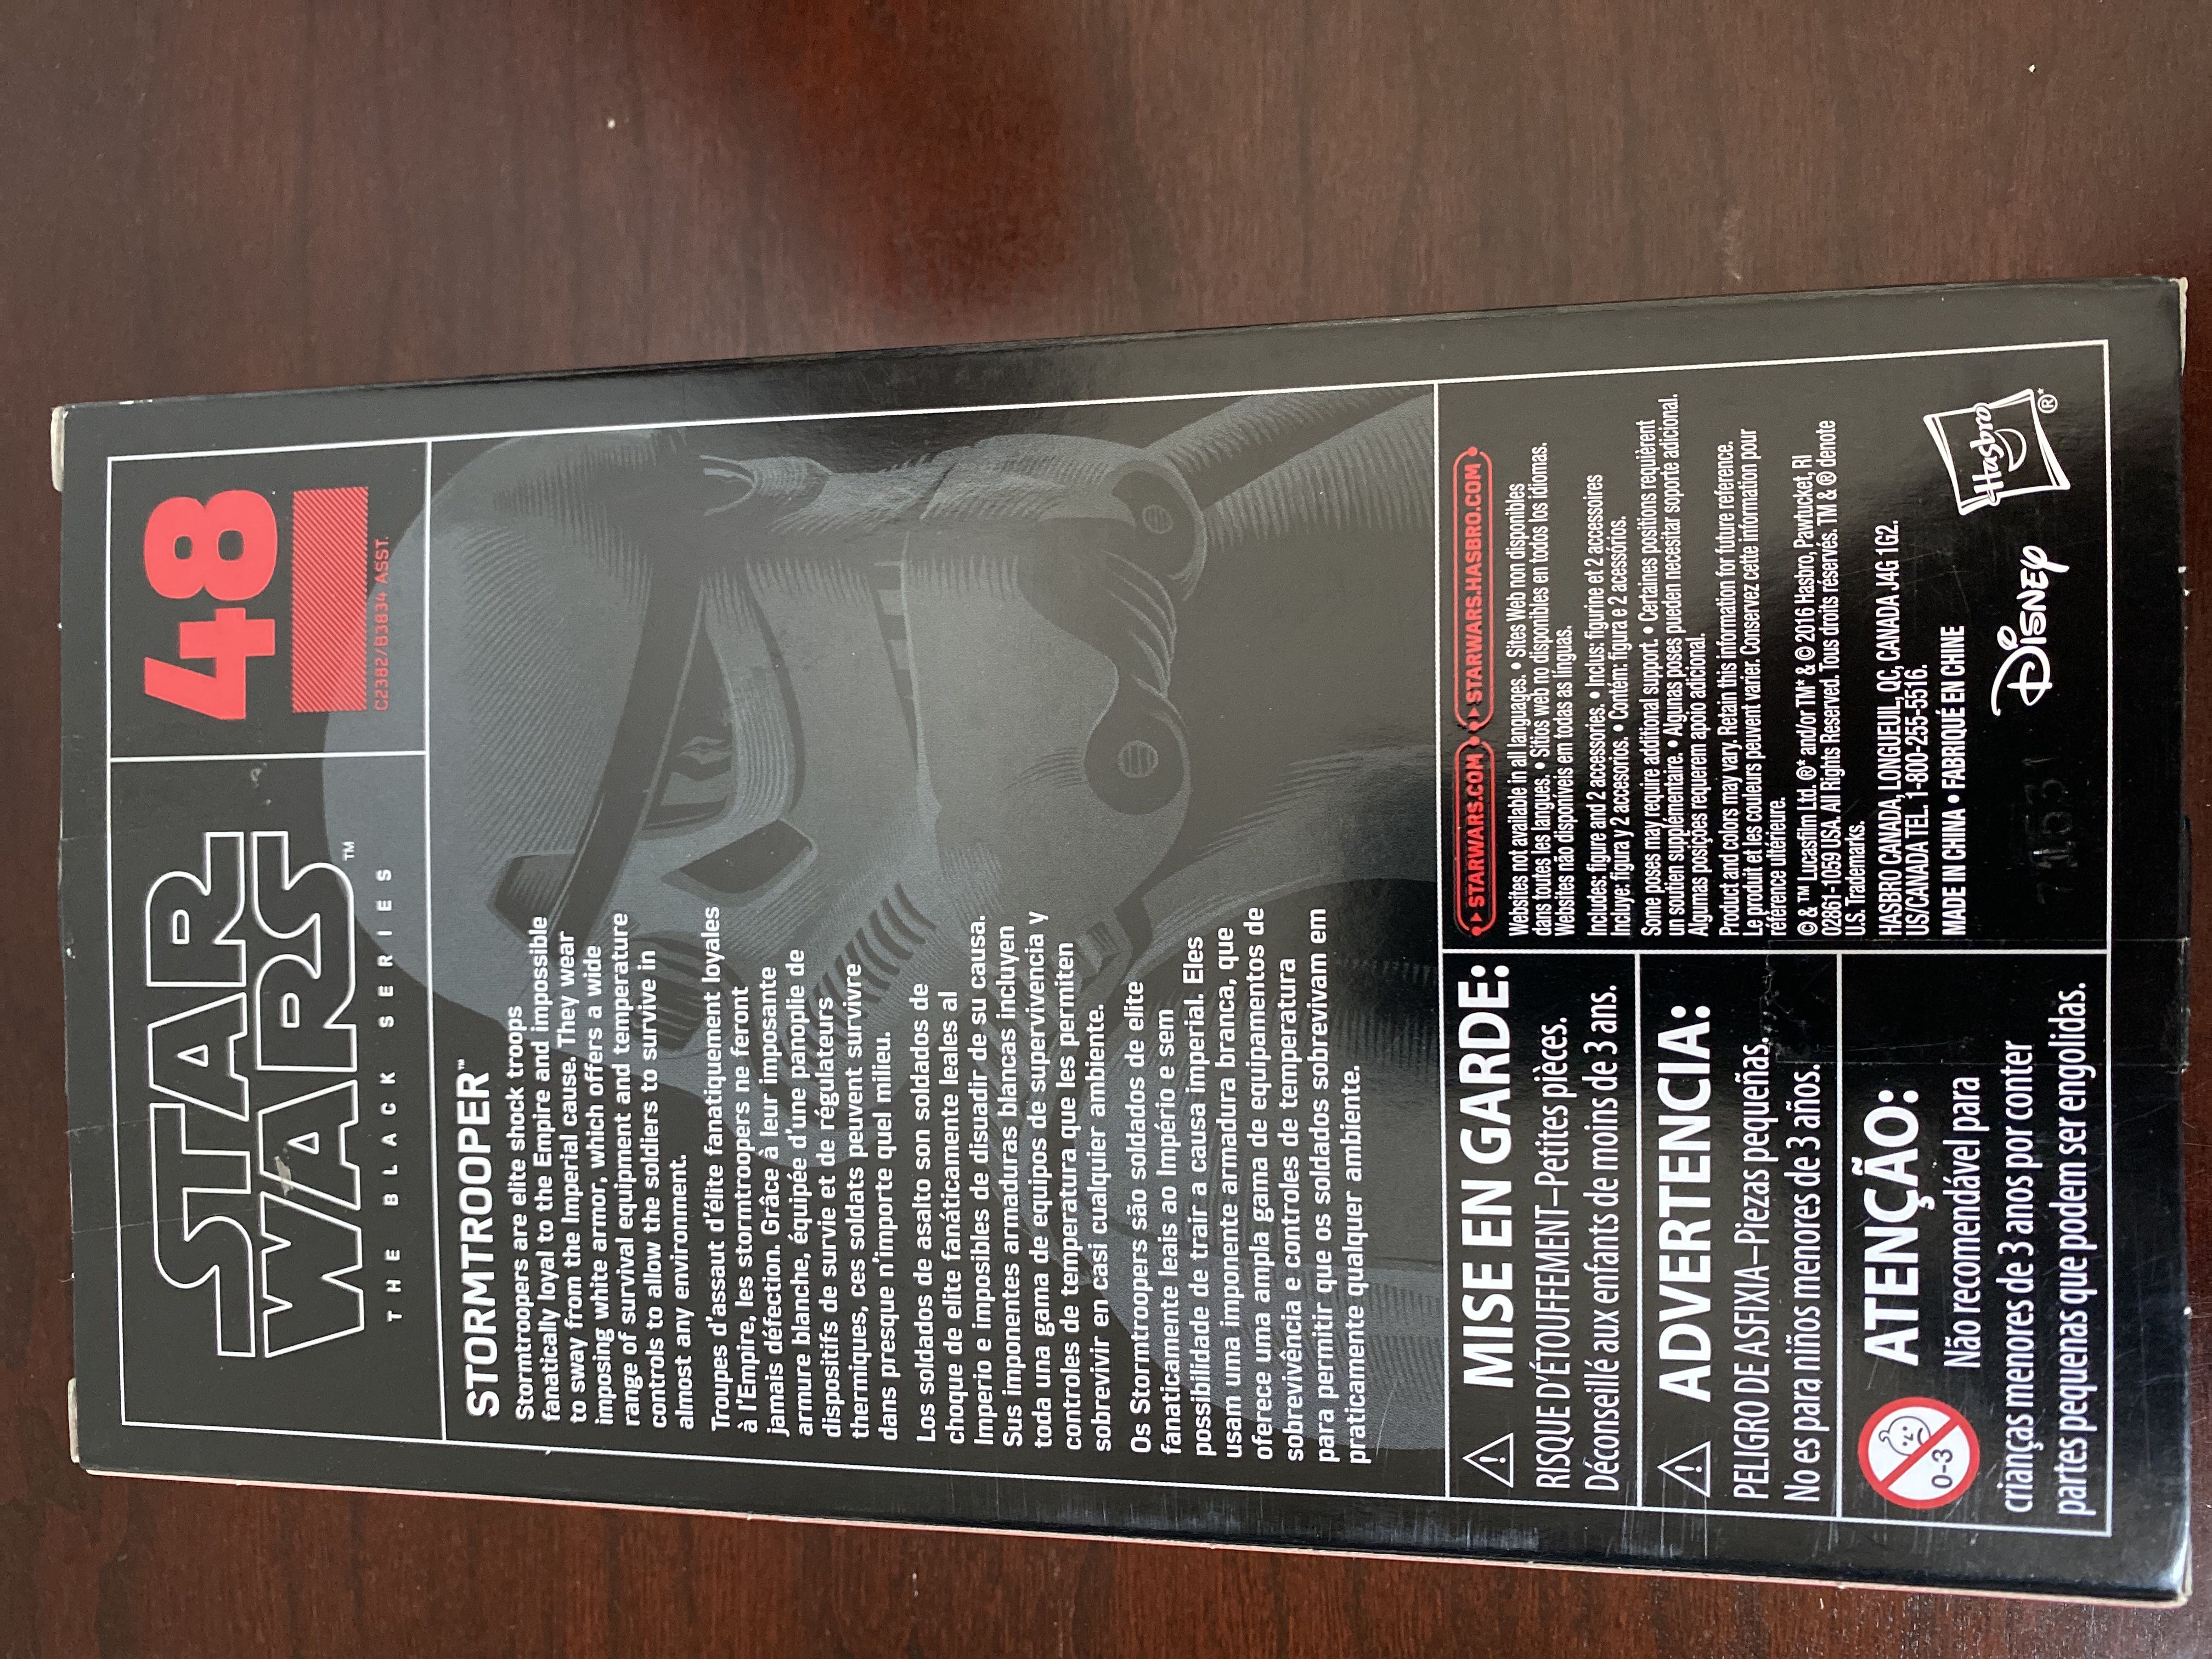 STAR
WARS™
THE BLACK SERIES
48
C2382/B3834 ASST.
STORMTROOPER™
Stormtroopers are elite shock troops
fanatically loyal to the Empire and impossible
to sway from the Imperial cause. They wear
imposing white armor, which offers a wide
range of survival equipment and temperature
controls to allow the soldiers to survive in
almost any environment.
Troupes d'assaut d'élite fanatiquement loyales
à l'Empire, les stormtroopers ne feront
jamais défection. Grâce à leur imposante
armure blanche, équipée d'une panoplie de
dispositifs de survie et de régulateurs
thermiques, ces soldats peuvent survivre
dans presque n'importe quel milieu.
Los soldados de asalto son soldados de
choque de elite fanáticamente leales al
Imperio e imposibles de disuadir de su causa.
Sus imponentes armaduras blancas incluyen
toda una gama de equipos de supervivencia y
controles de temperatura que les permiten
sobrevivir en casi cualquier ambiente.
Os Stormtroopers são soldados de elite
fanaticamente leais ao Império e sem
possibilidade de trair a causa imperial. Eles
usam uma imponente armadura branca, que
oferece uma ampla gama de equipamentos de
sobrevivência e controles de temperatura
para permitir que os soldados sobrevivam em
praticamente qualquer ambiente.
MISE EN GARDE:
RISQUE D'ÉTOUFFEMENT–Petites pièces.
Déconseillé aux enfants de moins de 3 ans.
ADVERTENCIA:
PELIGRO DE ASFIXIA–Piezas pequeñas.
No es para niños menores de 3 años.
0-3
ATENÇÃO:
Não recomendável para
crianças menores de 3 anos por conter
partes pequenas que podem ser engolidas.
STARWARS.COM STARWARS.HASBRO.COM
Websites not available in all languages. • Sites Web non disponibles
dans toutes les langues. • Sitios web no disponibles en todos los idiomas.
Websites não disponíveis em todas as línguas.
Includes: figure and 2 accessories. • Inclus: figurine et 2 accessoires
Incluye: figura y 2 accesorios. • Contém: figura e 2 acessórios.
Some poses may require additional support. • Certaines positions requièrent
un soutien supplémentaire. • Algunas poses pueden necesitar soporte adicional.
Algumas posições requerem apoio adicional.
Product and colors may vary. Retain this information for future reference.
Le produit et les couleurs peuvent varier. Conservez cette information pour
référence ultérieure.
© & ™ Lucasfilm Ltd. ®* and/or TM* & © 2016 Hasbro, Pawtucket, RI
02861-1059 USA. All Rights Reserved. Tous droits réservés. TM & ® denote
U.S. Trademarks.
HASBRO CANADA, LONGUEUIL, QC, CANADA J4G 1G2.
US/CANADA TEL. 1-800-255-5516.
MADE IN CHINA • FABRIQUÉ EN CHINE
Disney
Hasbro
®*